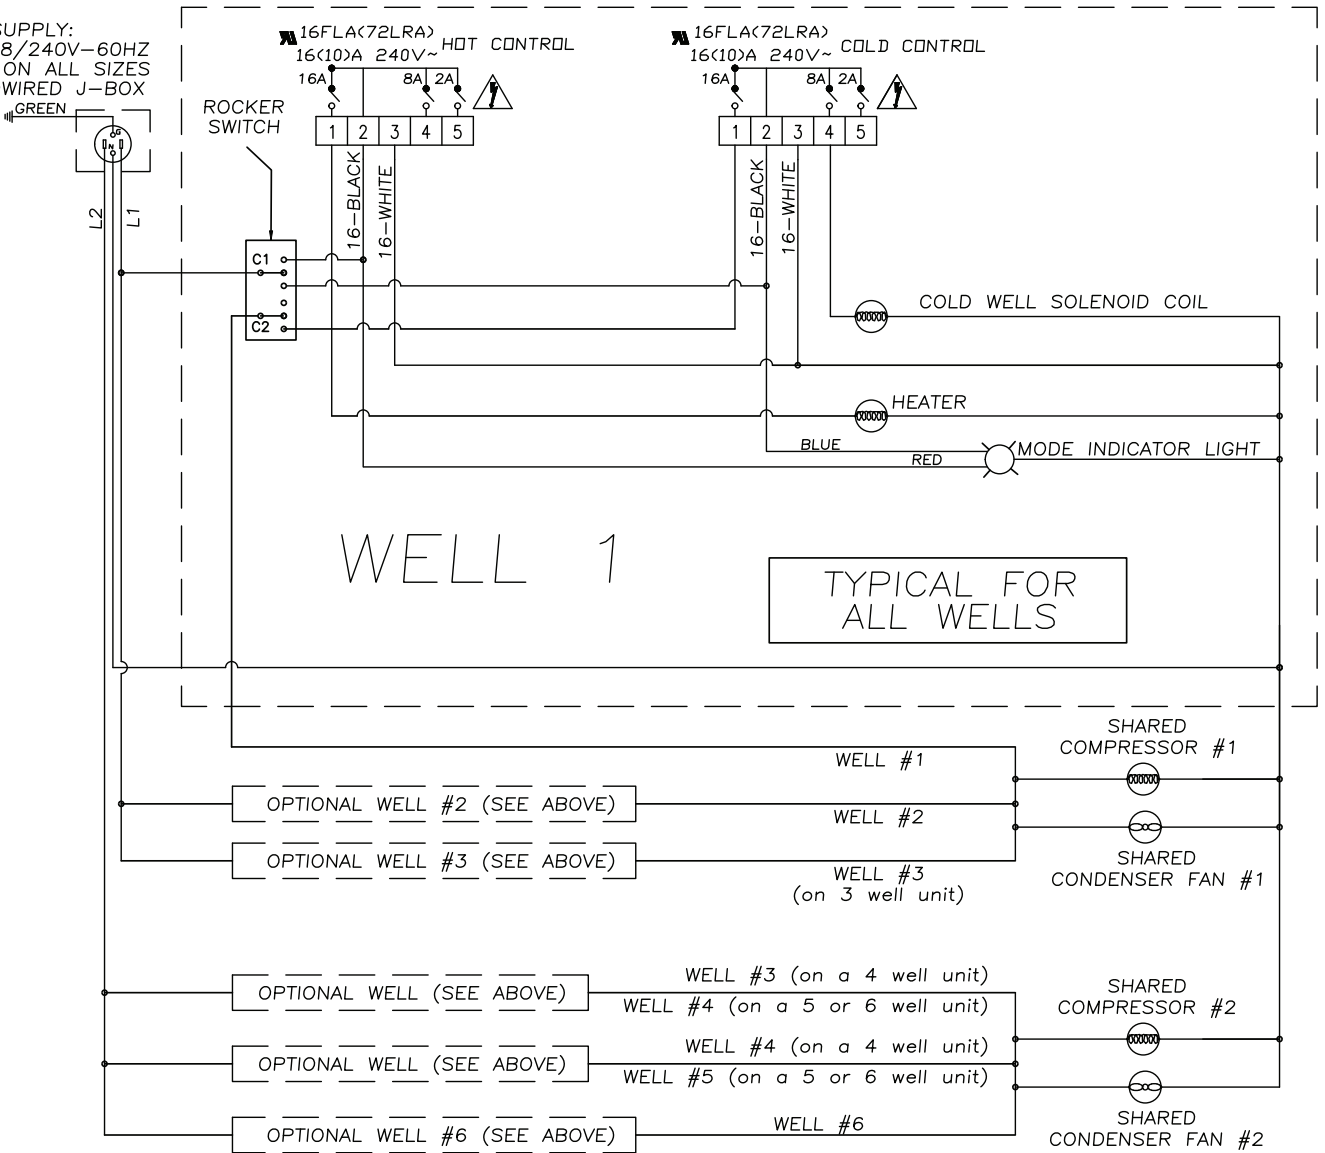 SUPPLY:
8/240V-60HZ
ON ALL SIZES
WIRED J-BOX
GREEN
G
N
L2
L1
ROCKER
SWITCH
16FLA(72LRA)
16(10)A 240V~
HOT CONTROL
16A
8A
2A
1 2 3 4 5
16-BLACK
16-WHITE
16FLA(72LRA)
16(10)A 240V~
COLD CONTROL
16A
8A
2A
1 2 3 4 5
16-BLACK
16-WHITE
C1
C2
COLD WELL SOLENOID COIL
HEATER
BLUE
RED
MODE INDICATOR LIGHT
WELL 1
TYPICAL FOR
ALL WELLS
SHARED
COMPRESSOR #1
WELL #1
OPTIONAL WELL #2 (SEE ABOVE)
WELL #2
OPTIONAL WELL #3 (SEE ABOVE)
WELL #3
(on 3 well unit)
SHARED
CONDENSER FAN #1
WELL #3 (on a 4 well unit)
OPTIONAL WELL (SEE ABOVE)
WELL #4 (on a 5 or 6 well unit)
SHARED
COMPRESSOR #2
WELL #4 (on a 4 well unit)
OPTIONAL WELL (SEE ABOVE)
WELL #5 (on a 5 or 6 well unit)
WELL #6
OPTIONAL WELL #6 (SEE ABOVE)
SHARED
CONDENSER FAN #2